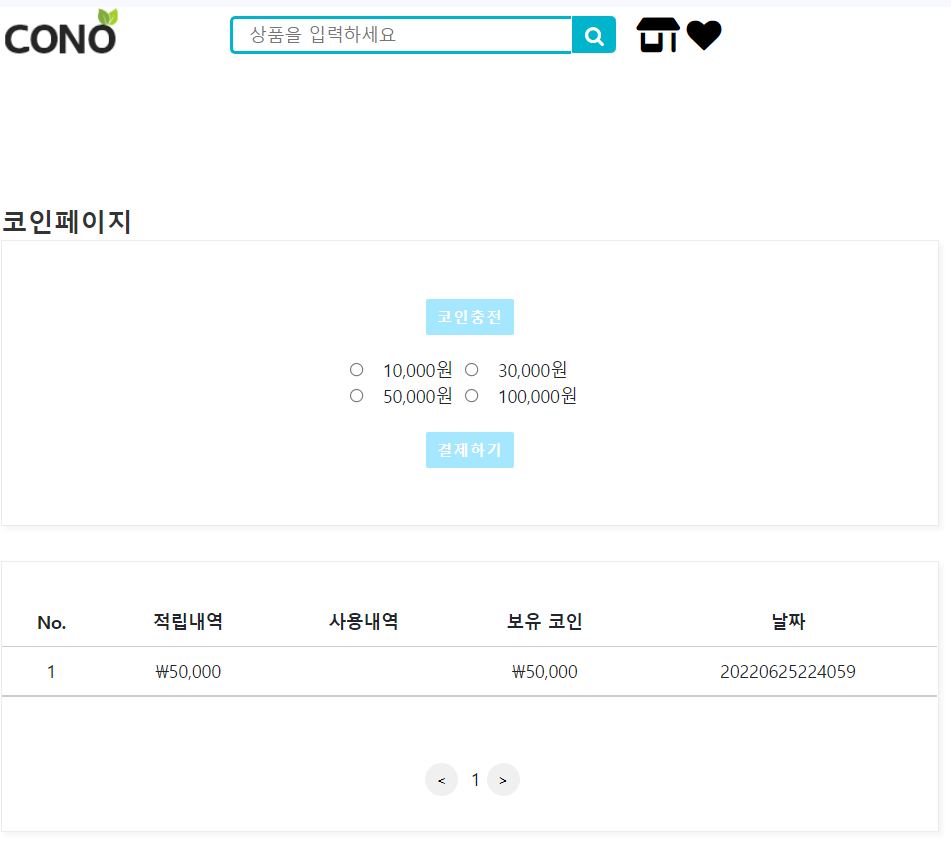 CONO 상품을 입력하세요
코인페이지
코인충전
10,000원 30,000원
50,000원 100,000원
결제하기
No. 적립내역 사용내역 보유 코인 날짜
1 ₩50,000 ₩50,000 20220625224059
< 1 >